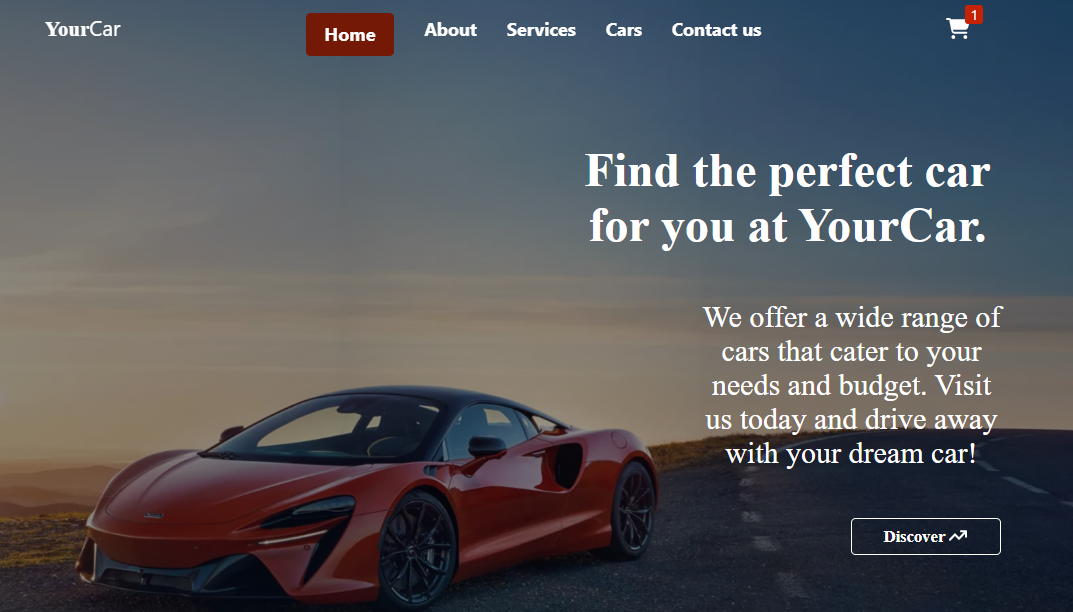 YourCar
Home About Services Cars Contact us
1
Find the perfect car
for you at YourCar.
We offer a wide range of
cars that cater to your
needs and budget. Visit
us today and drive away
with your dream car!
Discover